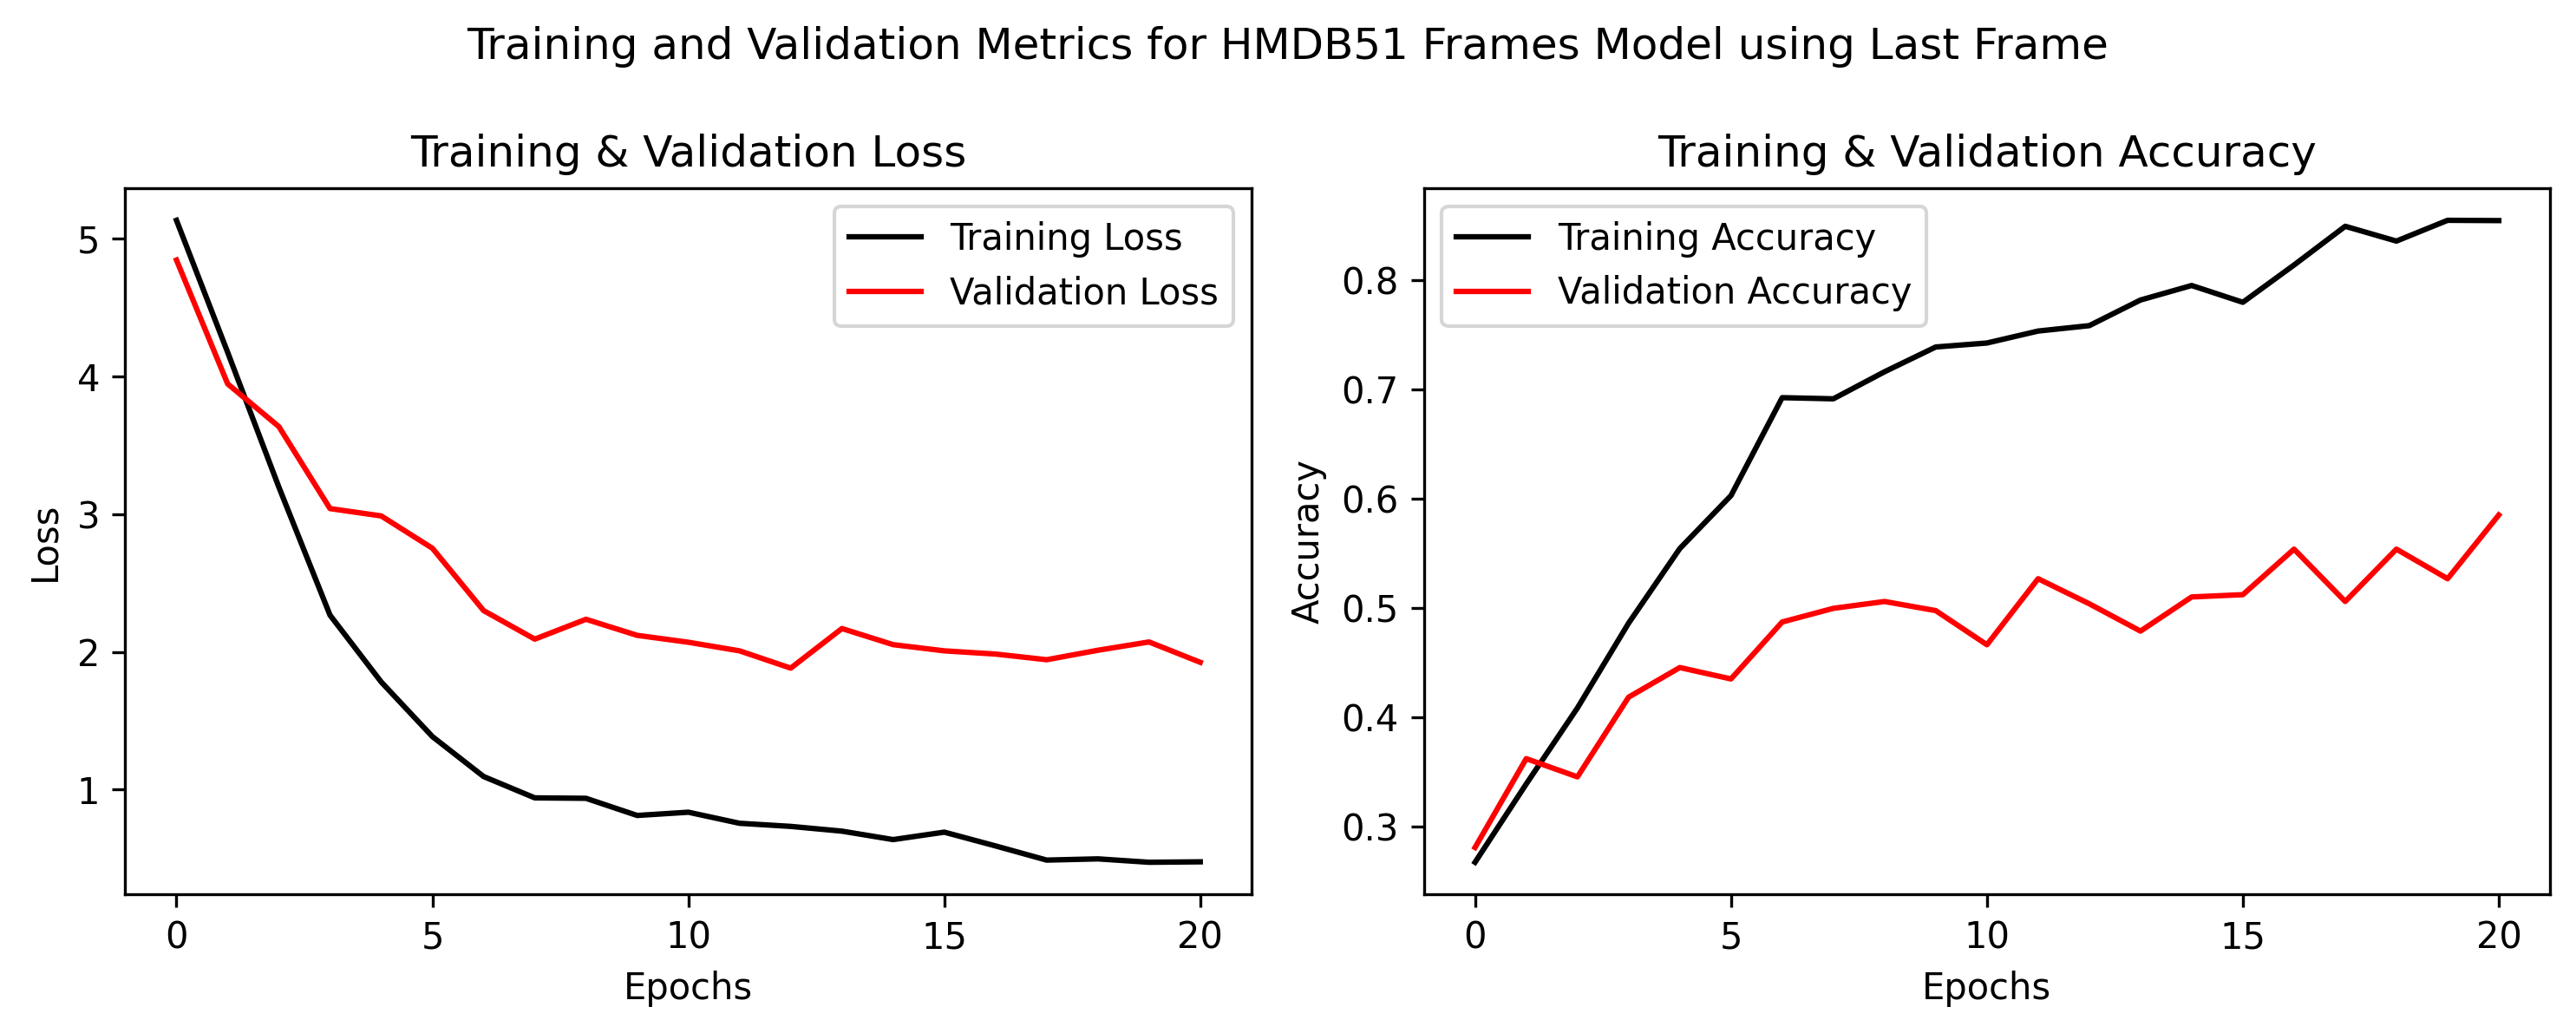 Training and Validation Metrics for HMDB51 Frames Model using Last Frame
Training & Validation Loss
Training Loss
Validation Loss
5
4
3
2
1
Loss
0 5 10 15 20
Epochs
Training & Validation Accuracy
Training Accuracy
Validation Accuracy
0.8
0.7
0.6
0.5
0.4
0.3
Accuracy
0 5 10 15 20
Epochs